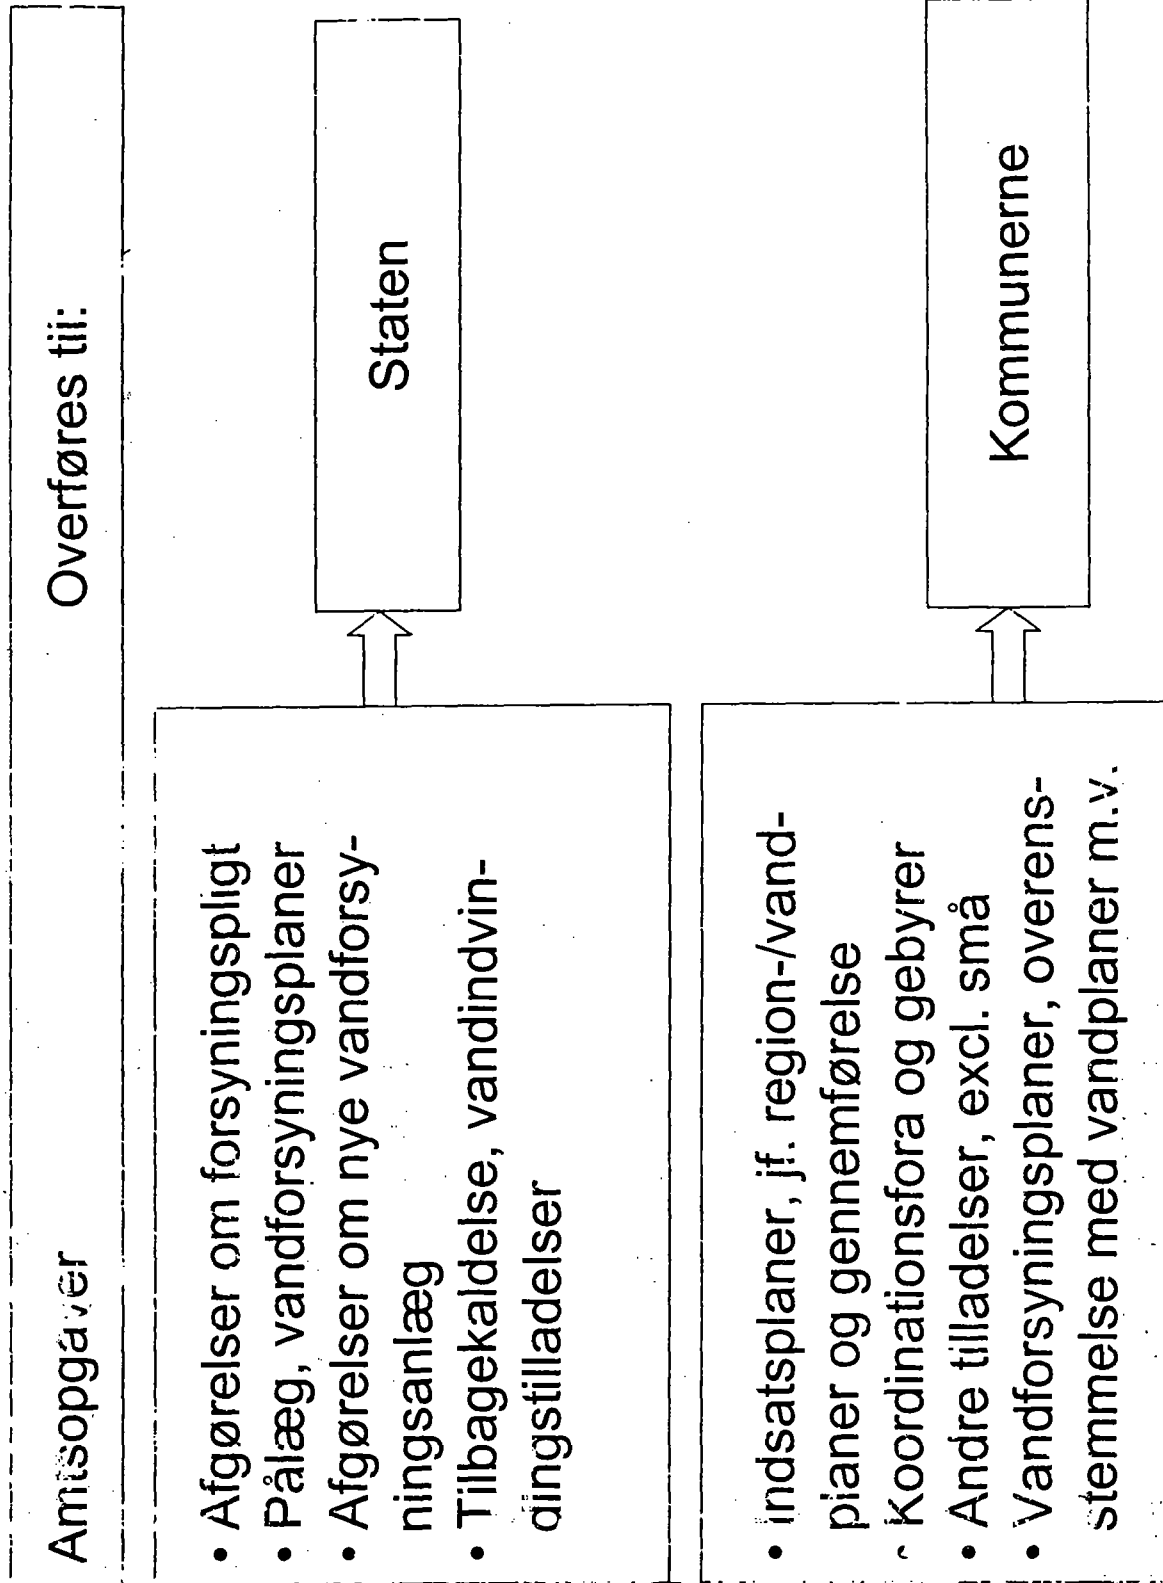 Amtsopgaver
Overføres til:
• Afgørelser om forsyningspligt
• Pålæg, vandforsyningsplaner
• Afgørelser om nye vandforsy-
ningsanlæg
• Tilbagekaldelse, vandindvin-
dingstilladelser
Staten
• Indsatsplaner, jf. region-/vand-
planer og gennemførelse
• Koordinationsfora og gebyrer
• Andre tilladelser, excl. små
• Vandforsyningsplaner, overens-
stemmelse med vandplaner m.v.
Kommunerne